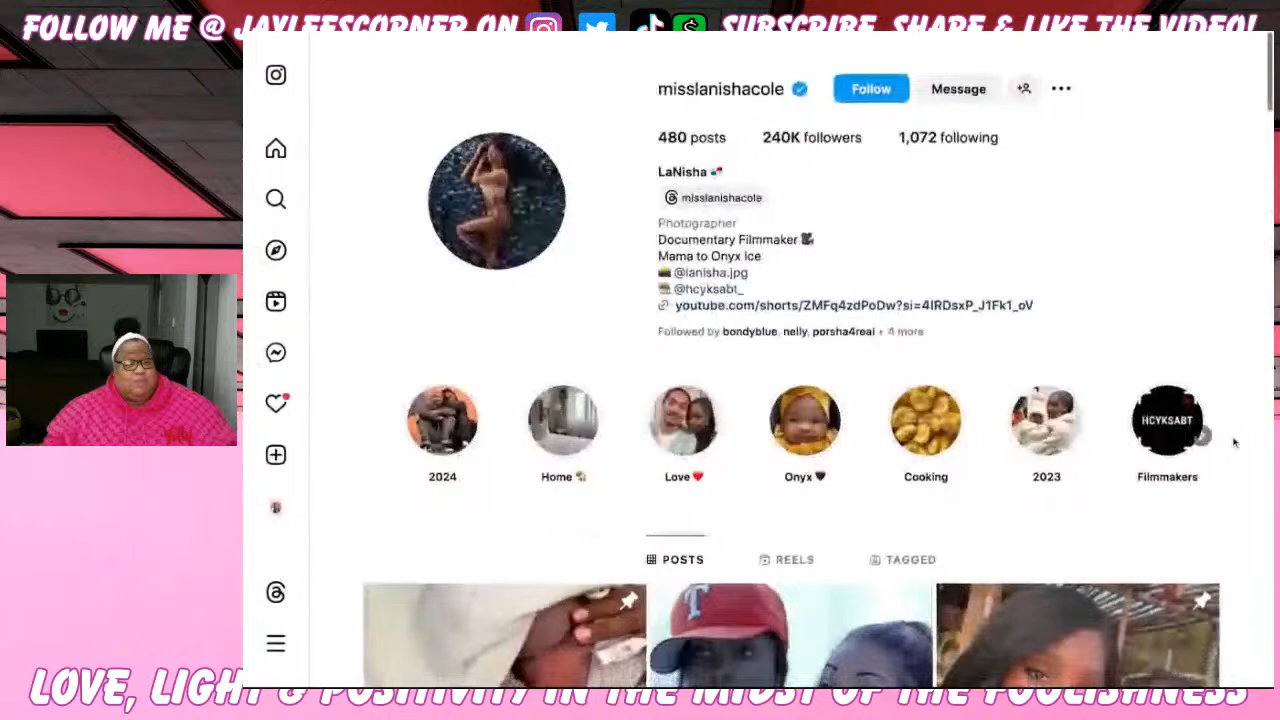 FOLLOW ME @ JAYLEESCORNER ON
SUBSCRIBE, SHARE & LIKE THE VIDEO!
misslanishacole
Follow
Message
480 posts
240K followers
1,072 following
LaNisha
misslanishacole
Photographer
Documentary Filmmaker
Mama to Onyx Ice
@lanisha.jpg
@hcyksabt_
youtube.com/shorts/ZMFq4zdPoDw?si=4IRDsxP_J1Fk1_oV
Followed by bondyblue, nelly, porsha4real + 4 more
HCYKSABT
2024
Home
Love
Onyx
Cooking
2023
Filmmakers
POSTS
REELS
TAGGED
T
LOVE, LIGHT & POSITIVITY IN THE MIDST OF THE FOOLISHNESS